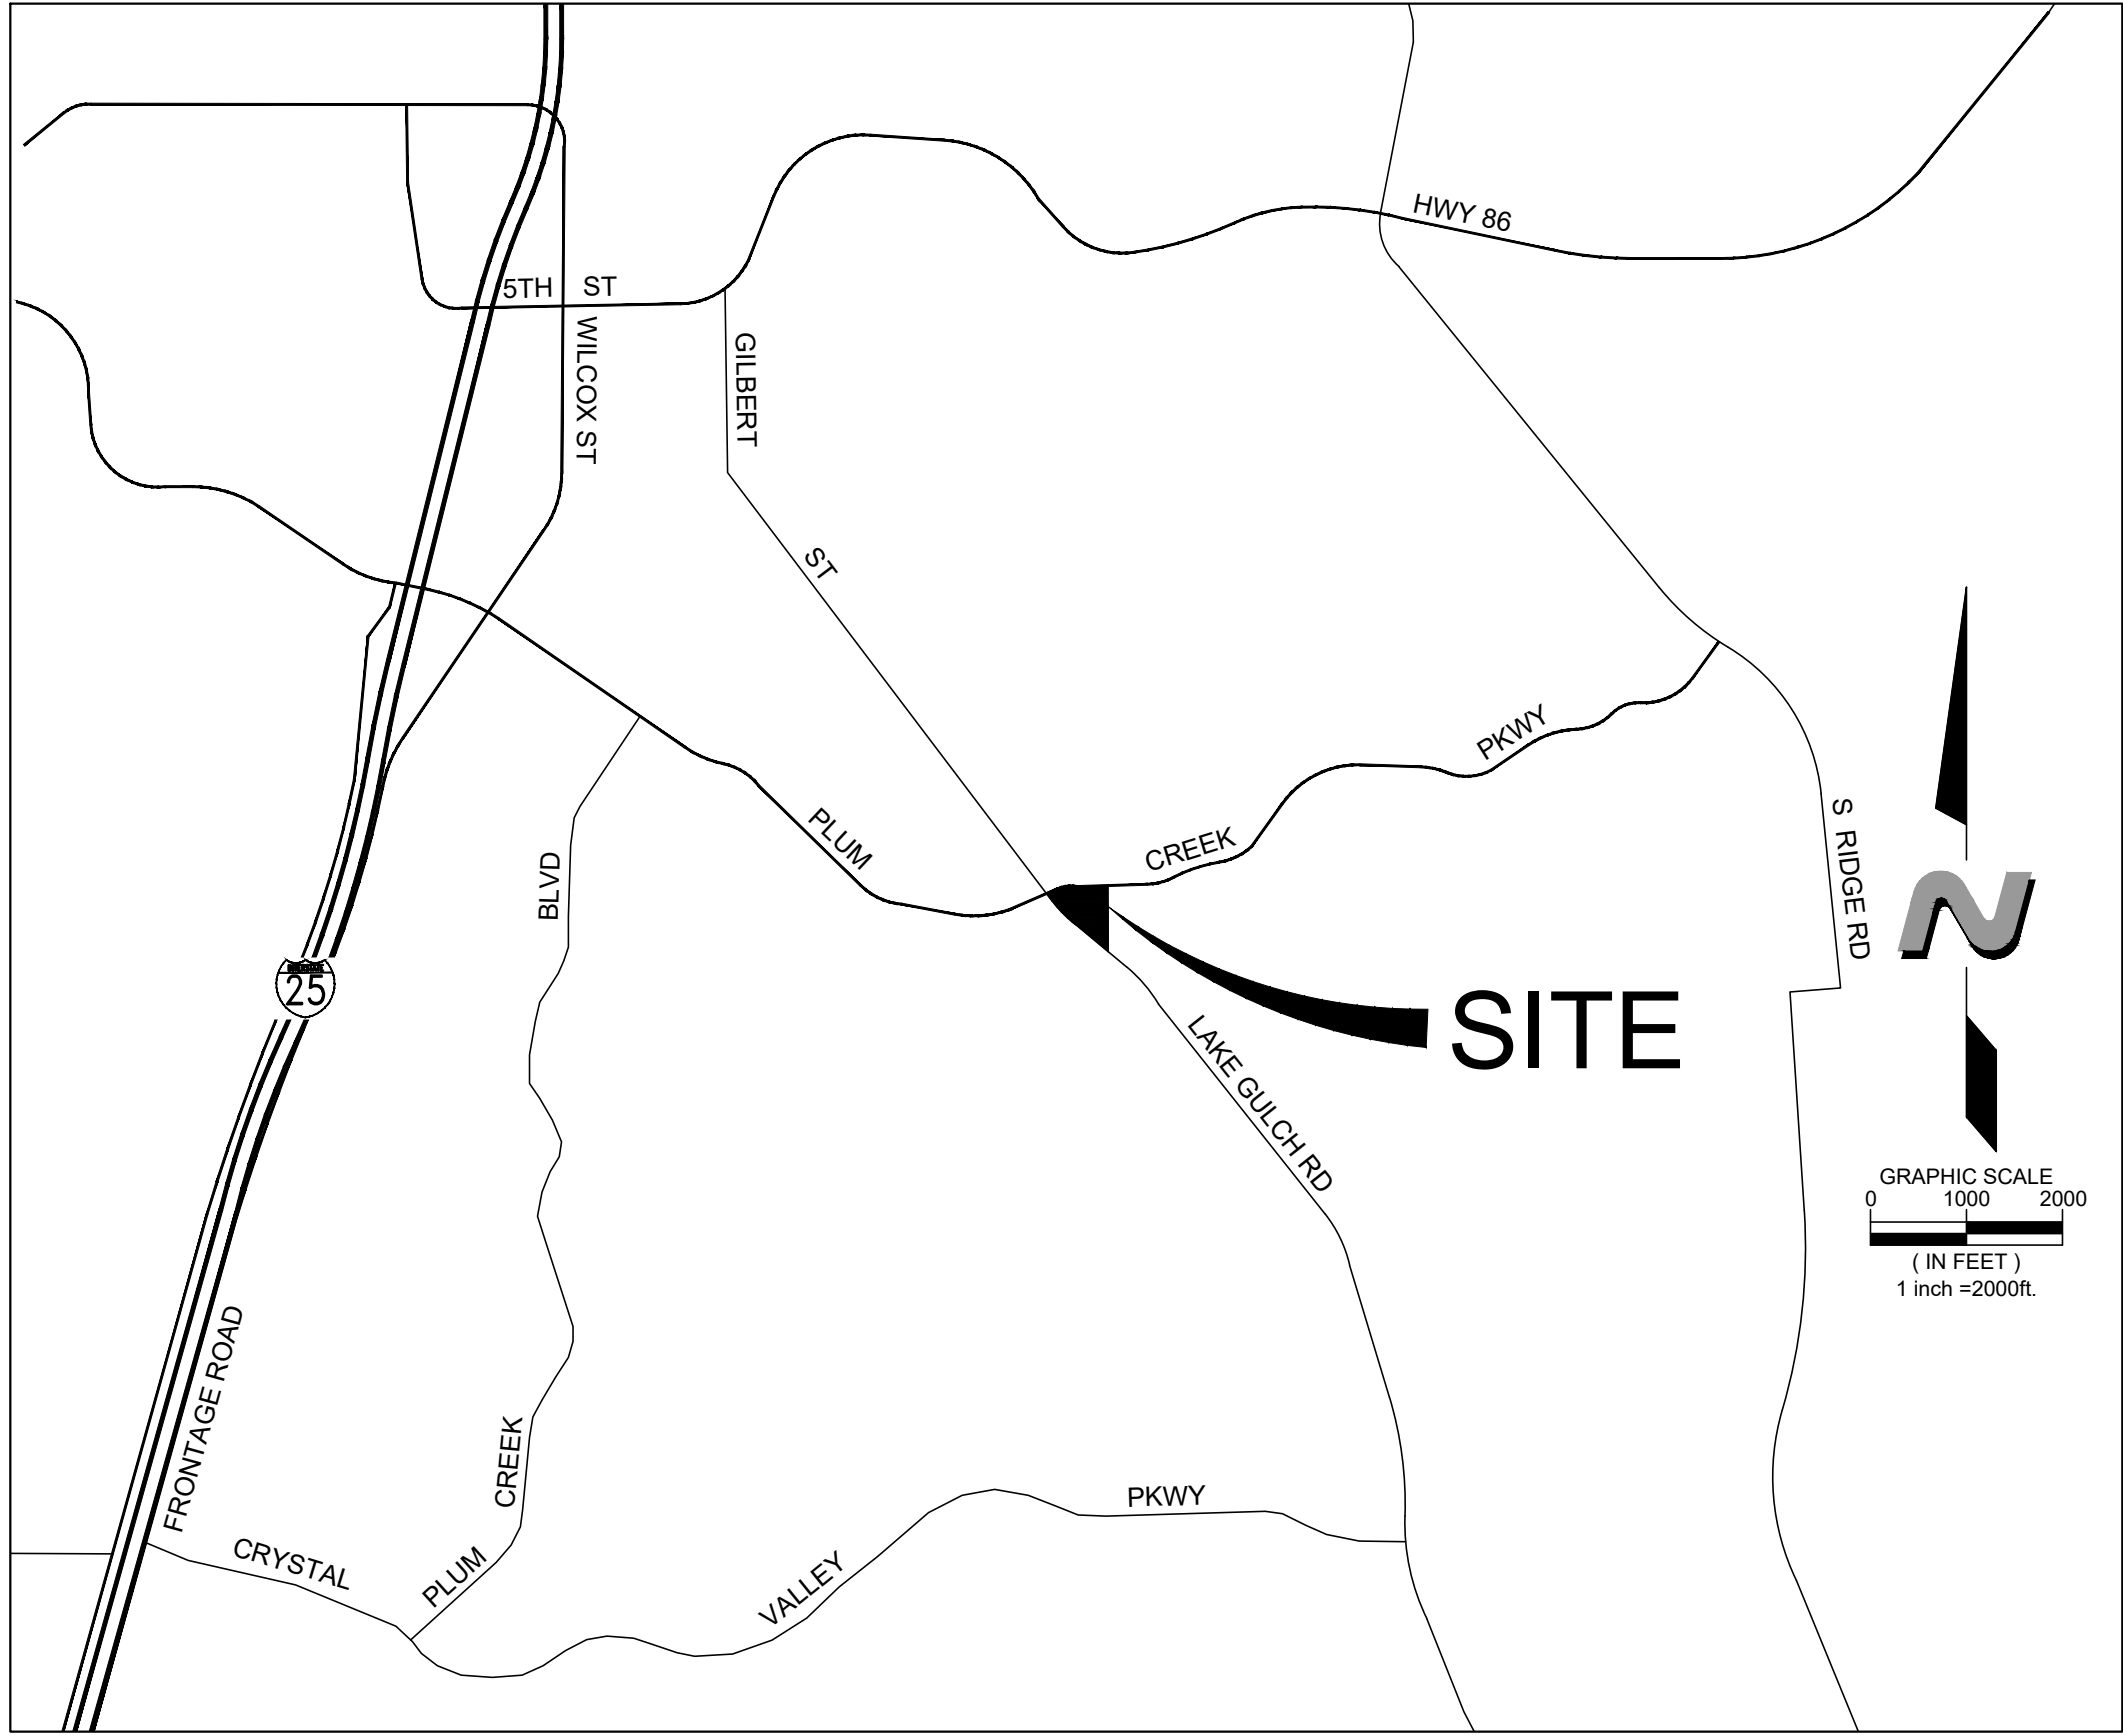 HWY 86
5TH ST
WILCOX ST
GILBERT
ST
PKWY
CREEK
PLUM
S RIDGE RD
BLVD
25
SITE
LAKE GULCH RD
N
GRAPHIC SCALE
0 1000 2000
( IN FEET )
1 inch =2000ft.
FRONTAGE ROAD
CREEK
PLUM
CRYSTAL
VALLEY
PKWY